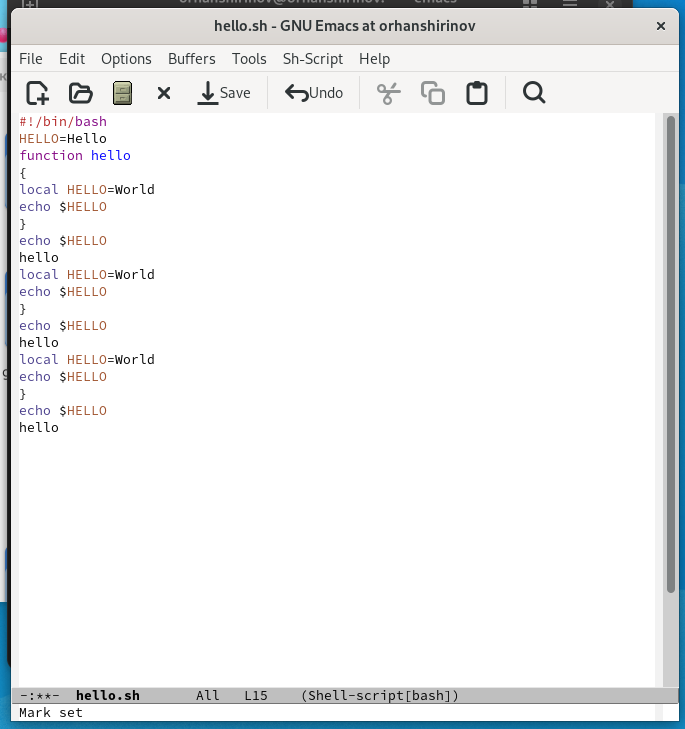 hello.sh - GNU Emacs at orhanshirinov
File Edit Options Buffers Tools Sh-Script Help
Save Undo
#!/bin/bash
HELLO=Hello
function hello
{
local HELLO=World
echo $HELLO
}
echo $HELLO
hello
local HELLO=World
echo $HELLO
}
echo $HELLO
hello
local HELLO=World
echo $HELLO
}
echo $HELLO
hello
-:**- hello.sh All L15 (Shell-script[bash])
Mark set